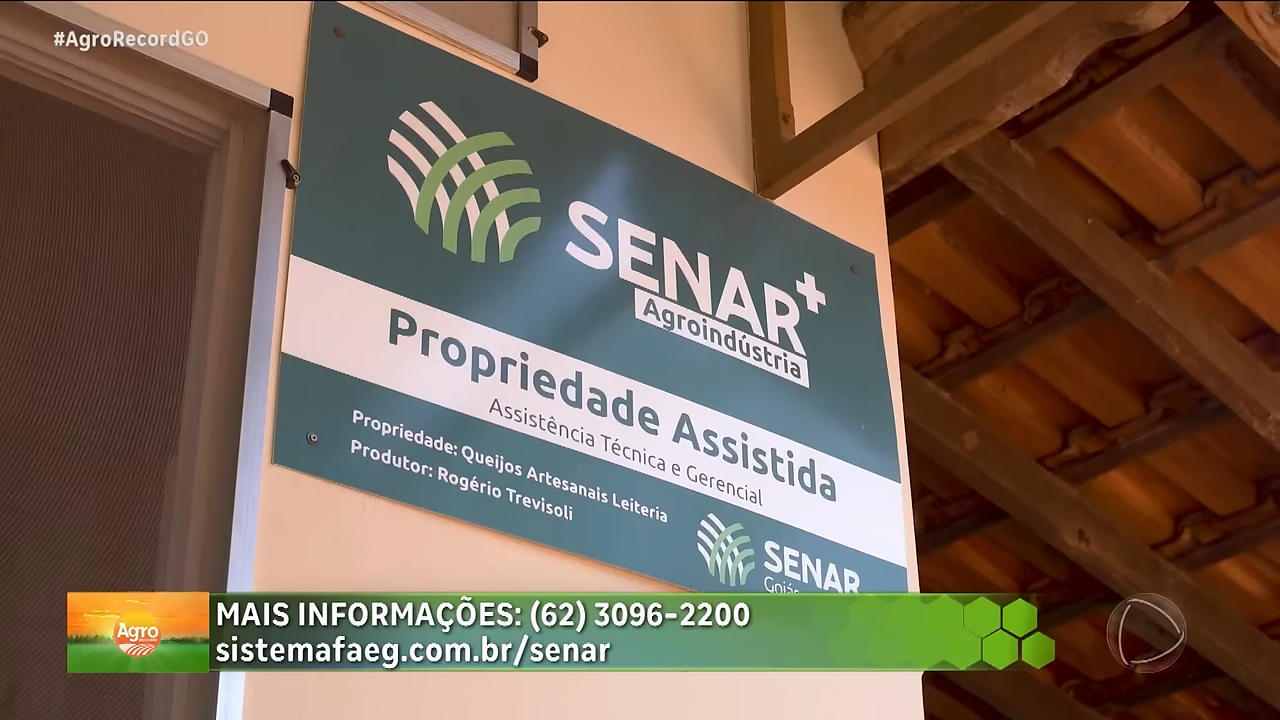 #AgroRecordGO
SENAR+
Agroindústria
Propriedade Assistida
Assistência Técnica e Gerencial
Propriedade: Queijos Artesanais Leiteria
Produtor: Rogério Trevisoli
SENAR
Agro
MAIS INFORMAÇÕES: (62) 3096-2200
sistemafaeg.com.br/senar